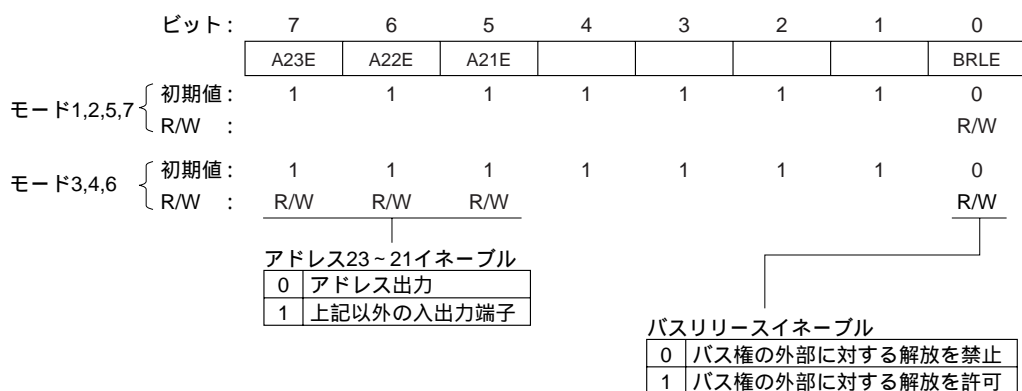 ビット: 7 6 5 4 3 2 1 0
A23E A22E A21E BRLE
モード1,2,5,7 初期値: 1 1 1 1 1 1 1 0
R/W : R/W
モード3,4,6 初期値: 1 1 1 1 1 1 1 0
R/W : R/W R/W R/W R/W
アドレス23~21イネーブル
0 アドレス出力
1 上記以外の入出力端子
バスリリースイネーブル
0 バス権の外部に対する解放を禁止
1 バス権の外部に対する解放を許可